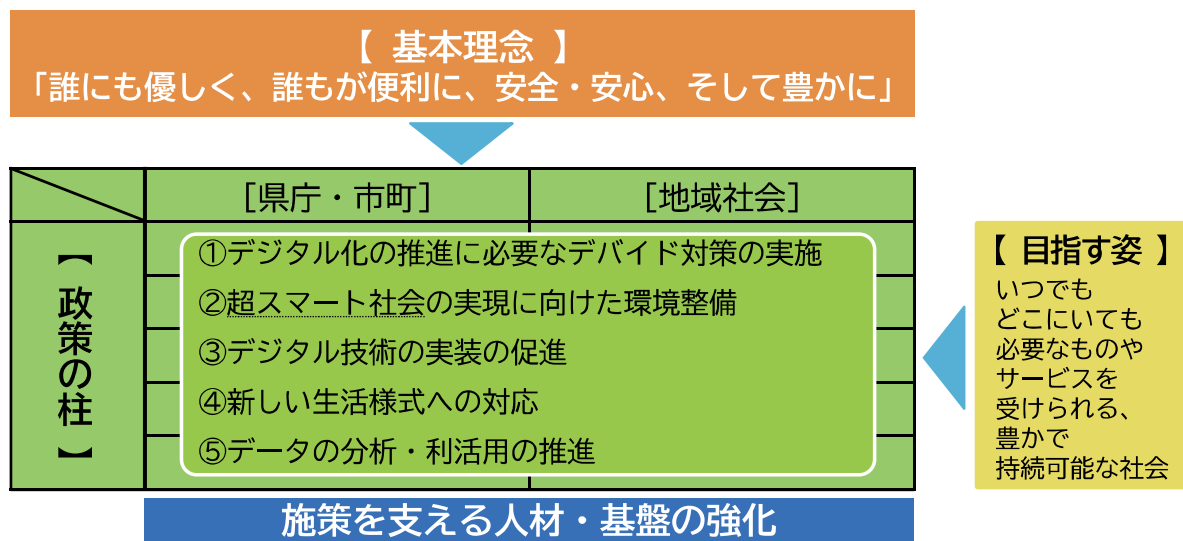 【 基本理念 】
「誰にも優しく、誰もが便利に、安全・安心、そして豊かに」
［県庁・市町］
［地域社会］
【 政策の柱 】
①デジタル化の推進に必要なデバイド対策の実施
②超スマート社会の実現に向けた環境整備
③デジタル技術の実装の促進
④新しい生活様式への対応
⑤データの分析・利活用の推進
【 目指す姿 】
いつでも
どこにいても
必要なものや
サービスを
受けられる、
豊かで
持続可能な社会
施策を支える人材・基盤の強化